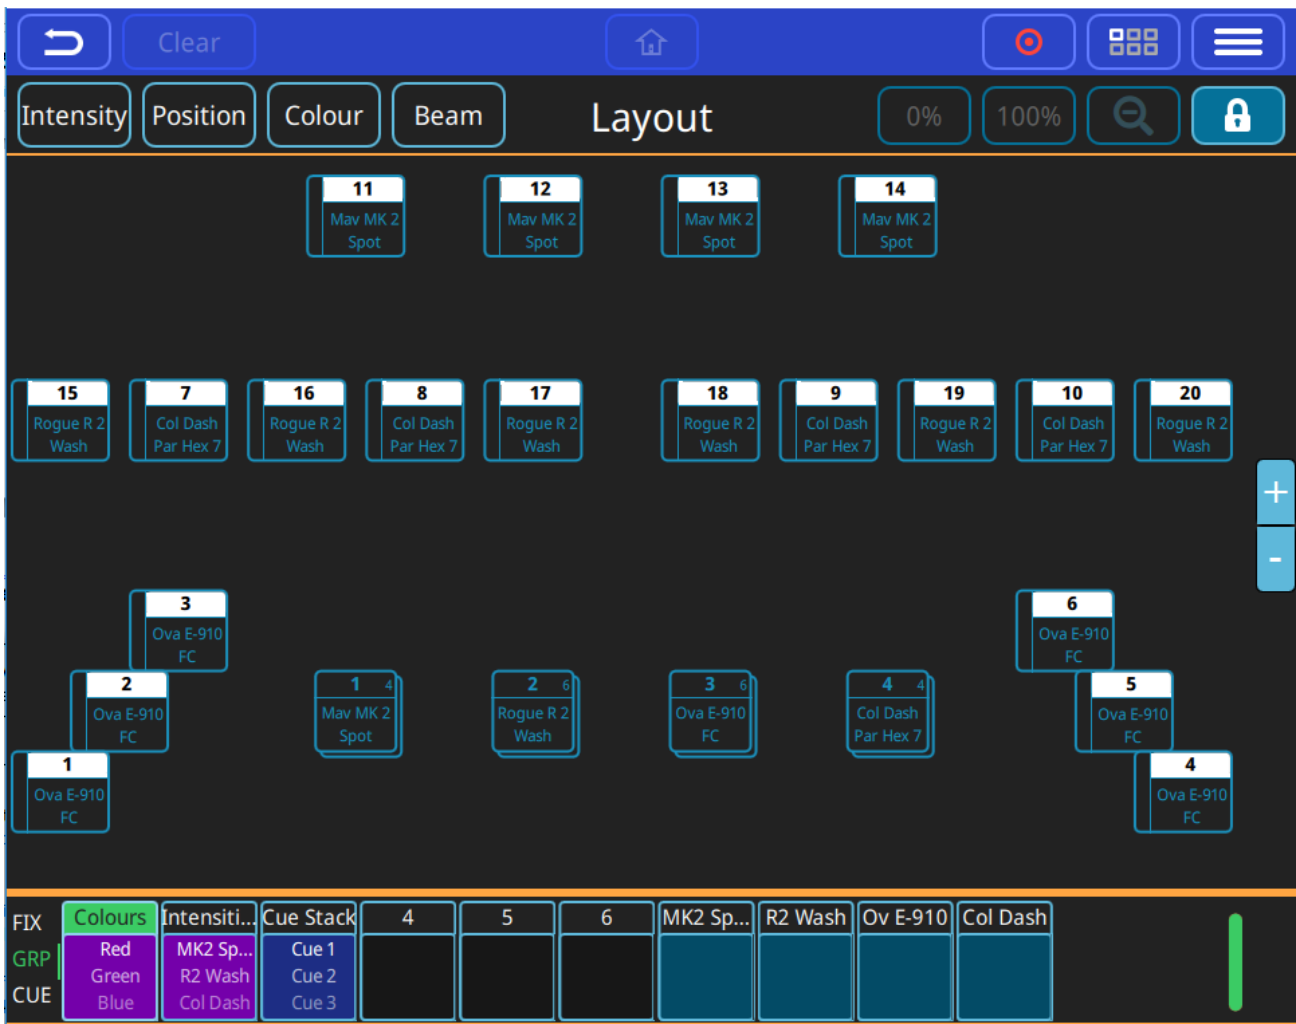 Clear
Intensity Position Colour Beam Layout 0% 100%
11 12 13 14
Mav MK 2 Mav MK 2 Mav MK 2 Mav MK 2
Spot Spot Spot Spot
15 7 16 8 17 18 9 19 10 20
Rogue R 2 Col Dash Rogue R 2 Col Dash Rogue R 2 Rogue R 2 Col Dash Rogue R 2 Col Dash Rogue R 2
Wash Par Hex 7 Wash Par Hex 7 Wash Wash Par Hex 7 Wash Par Hex 7 Wash
+
-
3 6
Ova E-910 Ova E-910
FC FC
2 1 4 2 6 3 6 4 4 5
Ova E-910 Mav MK 2 Rogue R 2 Ova E-910 Col Dash Ova E-910
FC Spot Wash FC Par Hex 7 FC
1 4
Ova E-910 Ova E-910
FC FC
FIX Colours Intensiti... Cue Stack 4 5 6 MK2 Sp... R2 Wash Ov E-910 Col Dash
GRP Red MK2 Sp... Cue 1
Green R2 Wash Cue 2
CUE Blue Col Dash Cue 3